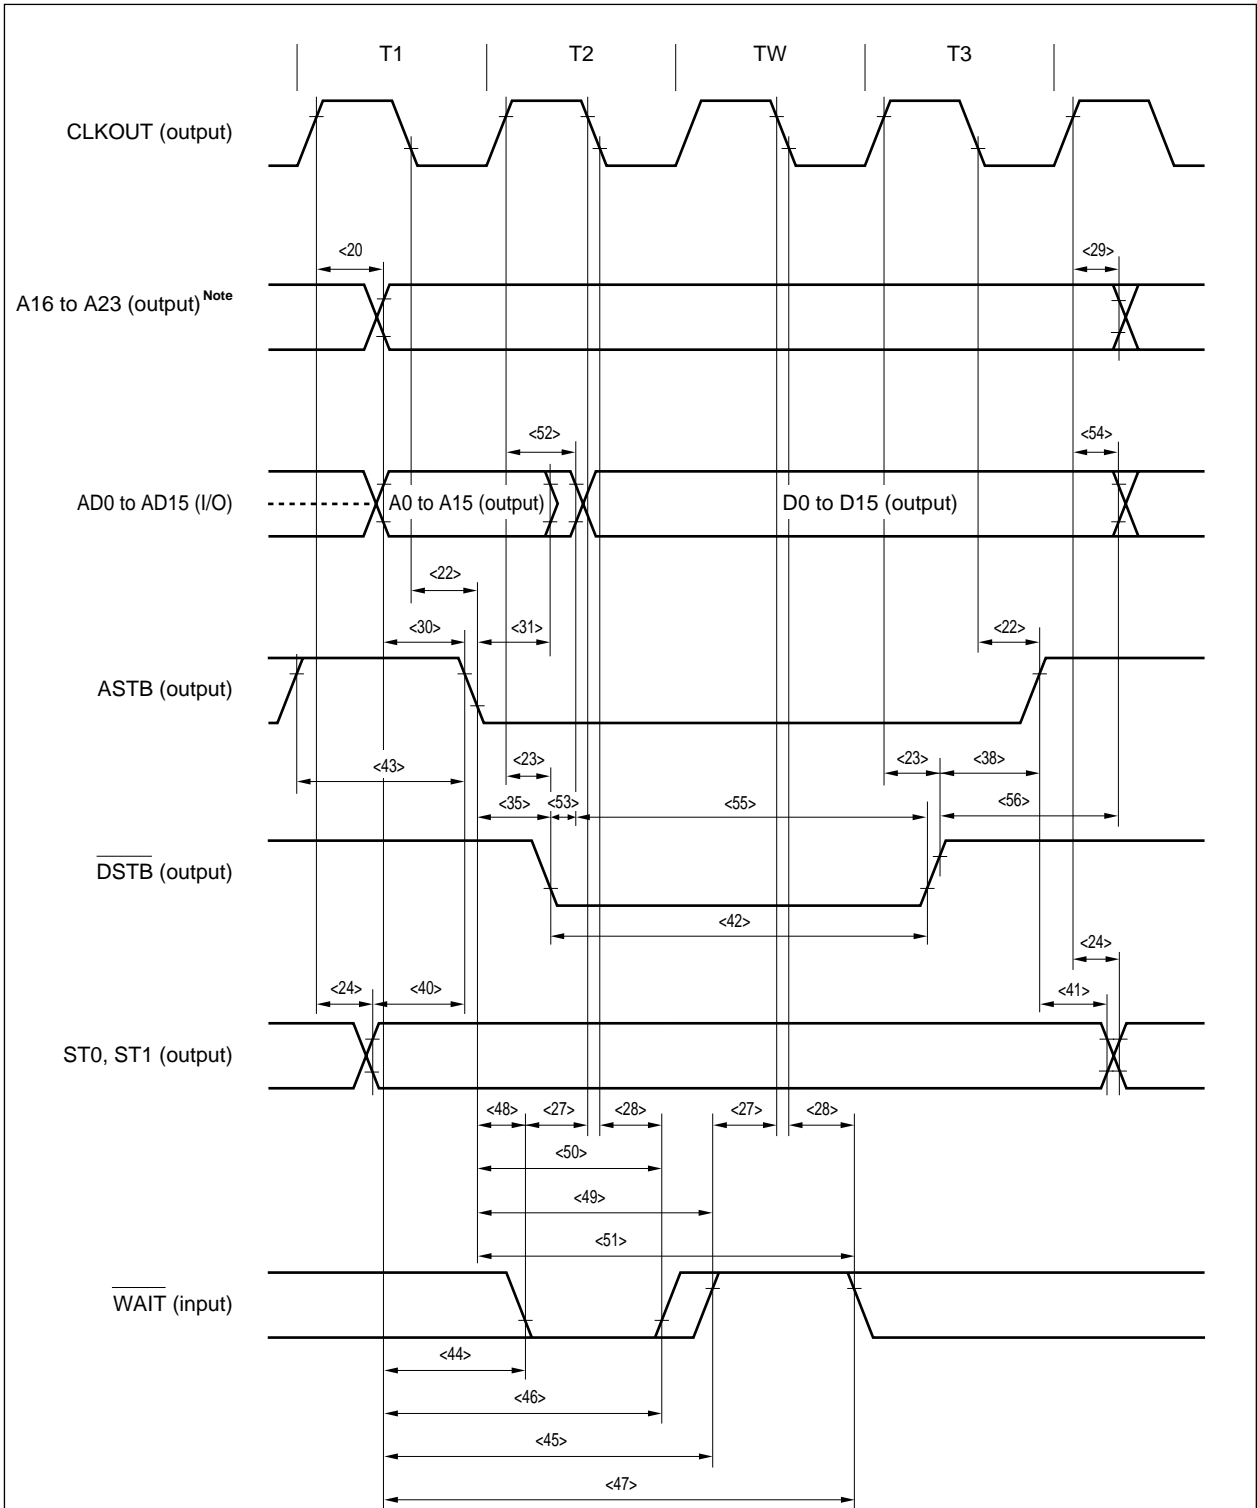 T1 T2 TW T3
CLKOUT (output)
<20 <29>
A16 to A23 (output) Note
<52> <54>
AD0 to AD15 (I/O) A0 to A15 (output) D0 to D15 (output)
<22>
<30> <31> <22>
ASTB (output)
<43> <23> <23> <38>
<35> <53> <55> <56>
DSTB (output)
<42>
<24>
<24> <40> <41>
ST0, ST1 (output)
<48> <27> <28> <27> <28>
<50>
<49>
<51>
WAIT (input)
<44>
<46>
<45>
<47>